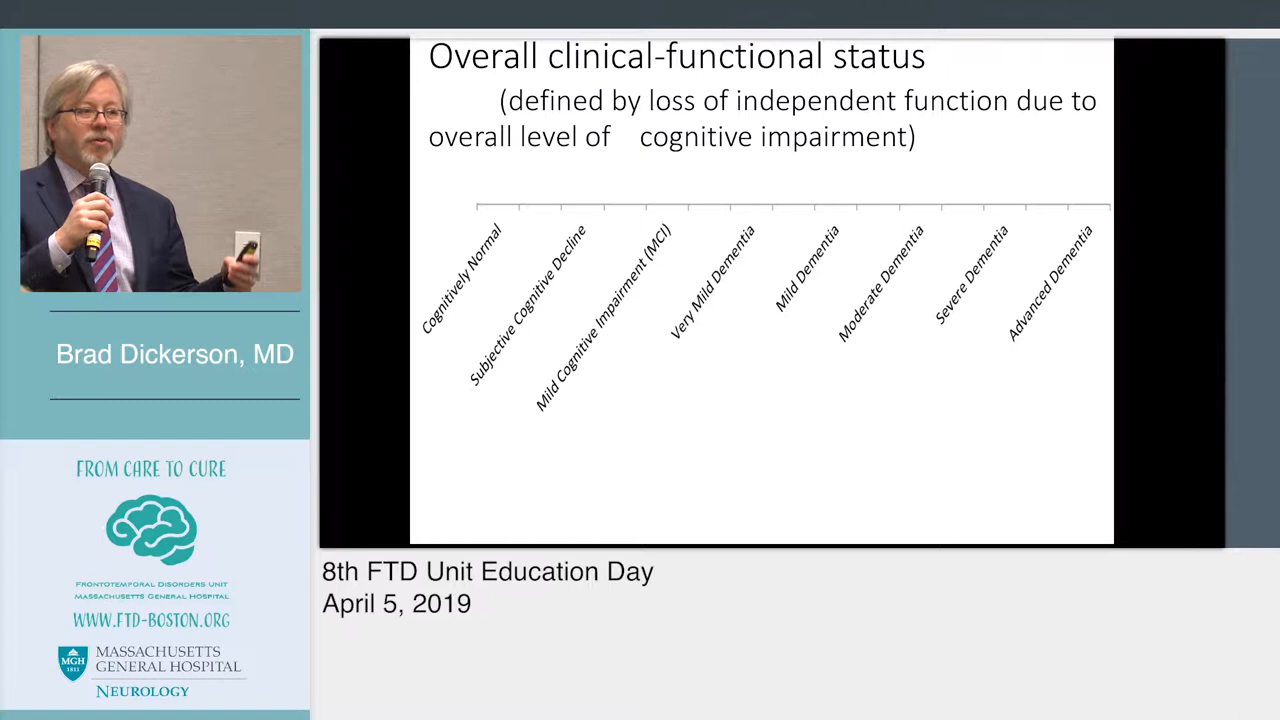 Overall clinical-functional status
(defined by loss of independent function due to
overall level of cognitive impairment)
Cognitively Normal
Subjective Cognitive Decline
Mild Cognitive Impairment (MCI)
Very Mild Dementia
Mild Dementia
Moderate Dementia
Severe Dementia
Advanced Dementia
Brad Dickerson, MD
FROM CARE TO CURE
FRONTOTEMPORAL DISORDERS UNIT
MASSACHUSETTS GENERAL HOSPITAL
WWW.FTD-BOSTON.ORG
MGH
1811
MASSACHUSETTS
GENERAL HOSPITAL
NEUROLOGY
8th FTD Unit Education Day
April 5, 2019